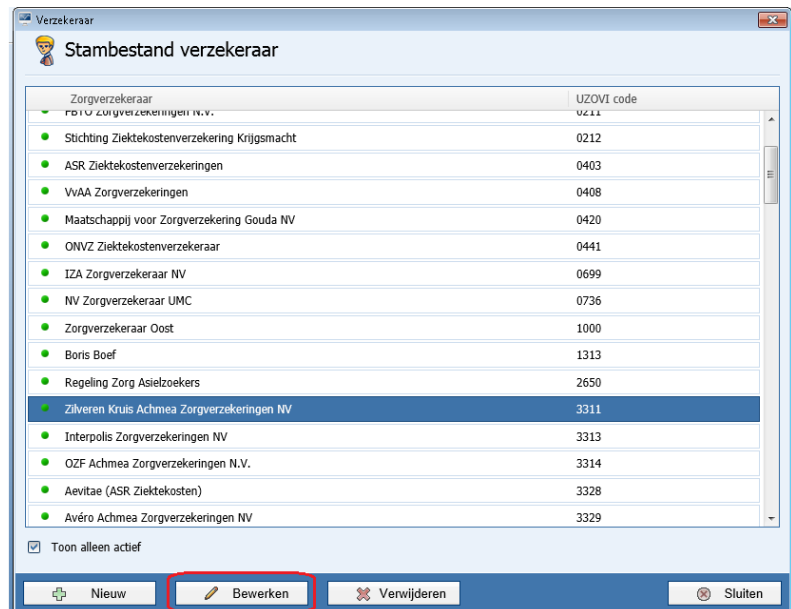 Verzekeraar
Stambestand verzekeraar
Zorgverzekeraar UZOVI code
FBTO Zorgverzekeringen N.V. 0211
Stichting Ziektekostenverzekering Krijgsmacht 0212
ASR Ziektekostenverzekeringen 0403
VvAA Zorgverzekeringen 0408
Maatschappij voor Zorgverzekering Gouda NV 0420
ONVZ Ziektekostenverzekeraar 0441
IZA Zorgverzekeraar NV 0699
NV Zorgverzekeraar UMC 0736
Zorgverzekeraar Oost 1000
Boris Boef 1313
Regeling Zorg Asielzoekers 2650
Zilveren Kruis Achmea Zorgverzekeringen NV 3311
Interpolis Zorgverzekeringen NV 3313
OZF Achmea Zorgverzekeringen N.V. 3314
Aevitae (ASR Ziektekosten) 3328
Avéro Achmea Zorgverzekeringen NV 3329
Toon alleen actief
Nieuw Bewerken Verwijderen Sluiten